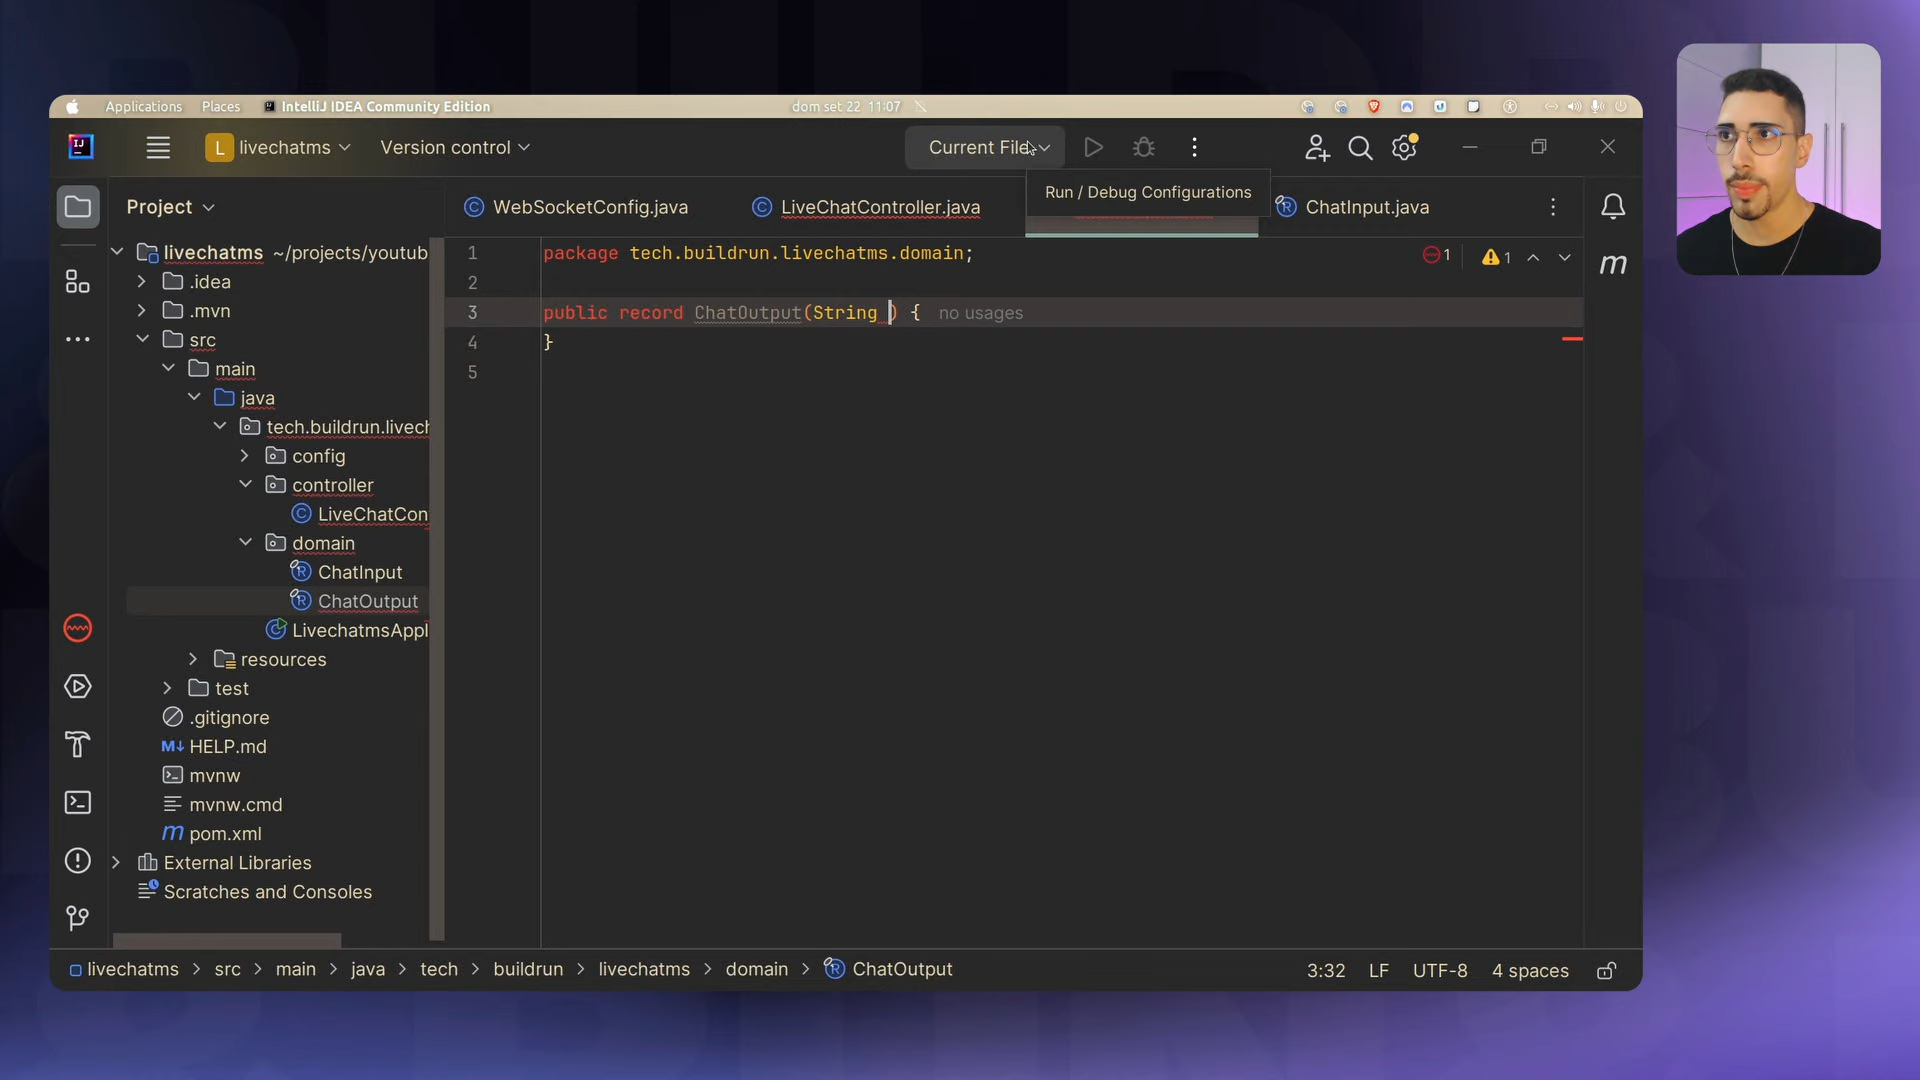 Applications Places IntelliJ IDEA Community Edition dom set 22 11:07
L livechatms Version control Current File
Run / Debug Configurations
Project WebSocketConfig.java LiveChatController.java ChatInput.java
livechatms ~/projects/youtub
.idea
.mvn
src
main
java
tech.buildrun.livech
config
controller
LiveChatCon
domain
ChatInput
ChatOutput
LivechatmsAppl
resources
test
.gitignore
HELP.md
mvnw
mvnw.cmd
pom.xml
External Libraries
Scratches and Consoles
1 package tech.buildrun.livechatms.domain; 1 1
2
3 public record ChatOutput(String ) { no usages
4 }
5
livechatms > src > main > java > tech > buildrun > livechatms > domain > ChatOutput 3:32 LF UTF-8 4 spaces